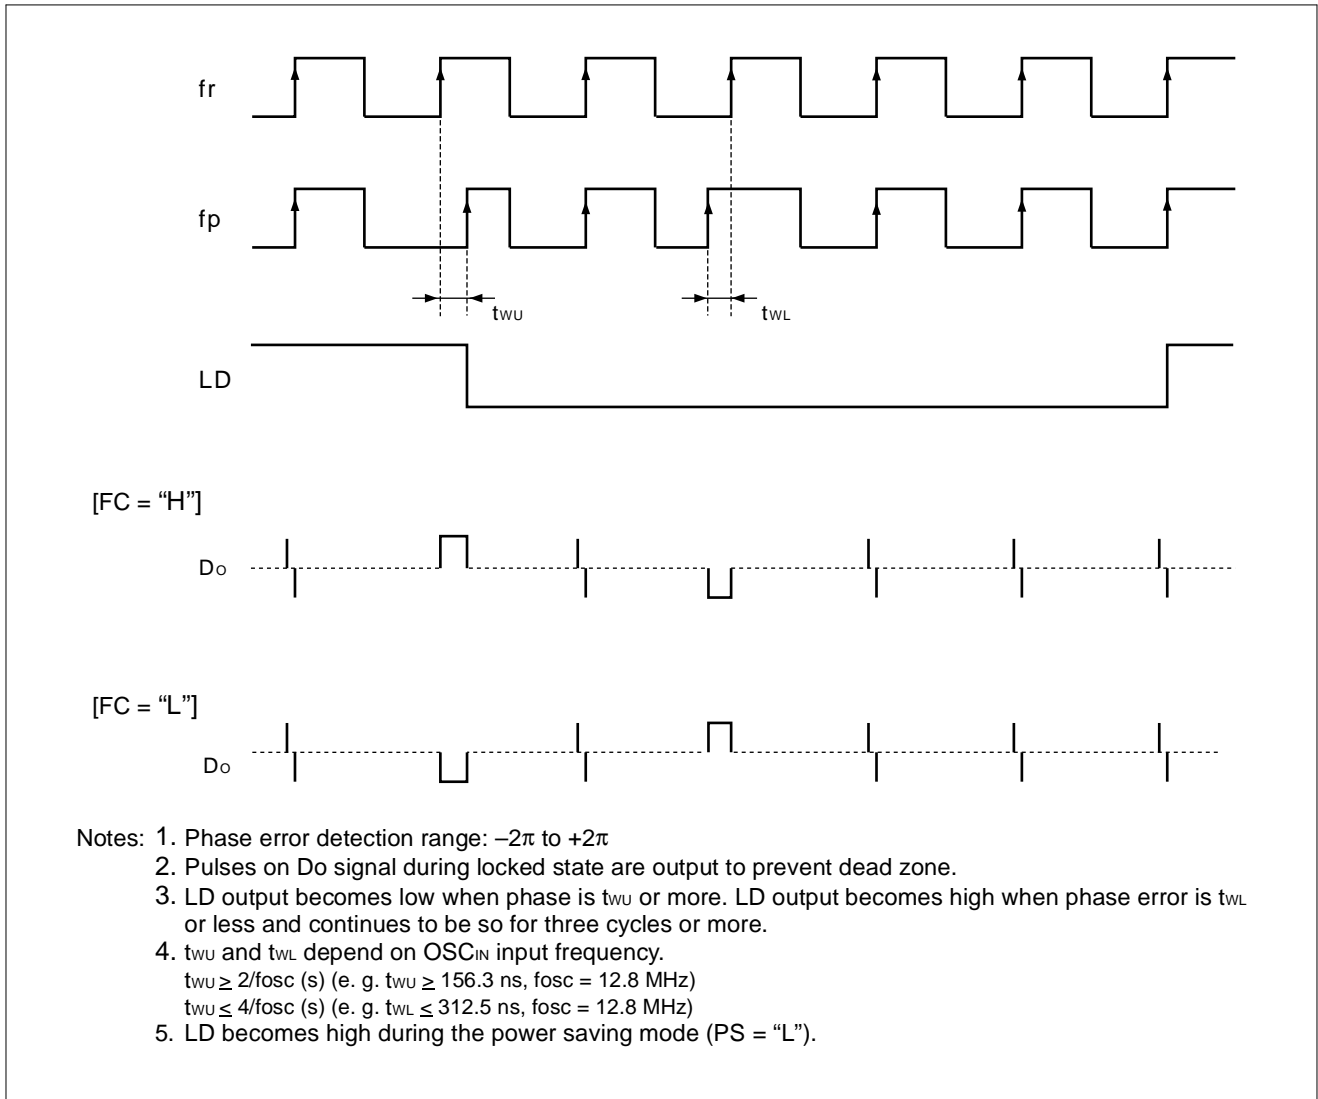 fr
fp
tWU
tWL
LD
[FC = “H”]
DO
[FC = “L”]
DO
Notes: 1. Phase error detection range: –2π to +2π
2. Pulses on Do signal during locked state are output to prevent dead zone.
3. LD output becomes low when phase is tWU or more. LD output becomes high when phase error is tWL
or less and continues to be so for three cycles or more.
4. tWU and tWL depend on OSCIN input frequency.
tWU ≥ 2/fosc (s) (e. g. tWU ≥ 156.3 ns, fosc = 12.8 MHz)
tWU ≤ 4/fosc (s) (e. g. tWL ≤ 312.5 ns, fosc = 12.8 MHz)
5. LD becomes high during the power saving mode (PS = “L”).